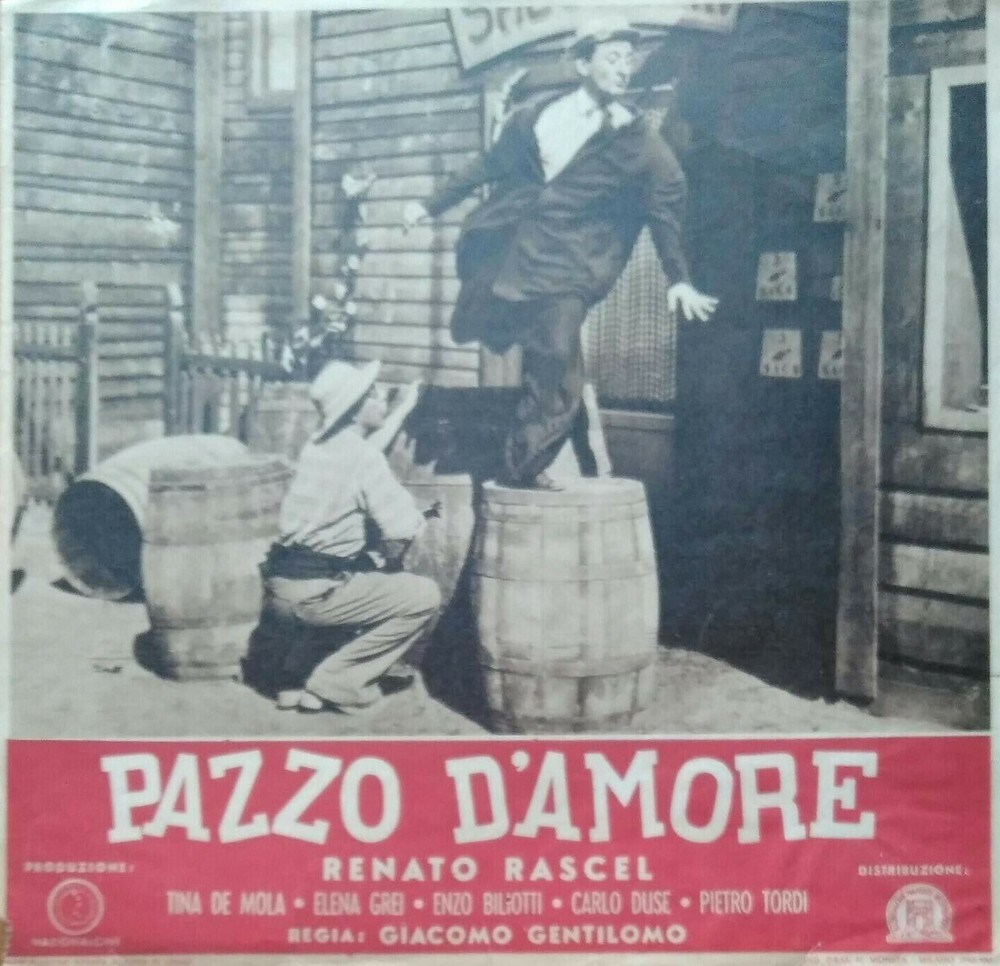 PAZZO D'AMORE
RENATO RASCEL
PRODUZIONE:
DISTRIBUZIONE:
TINA DE MOLA • ELENA GREI • ENZO BILIOTTI • CARLO DUSE • PIETRO TORDI
NAZIONALCINE
REGIA: GIACOMO GENTILOMO